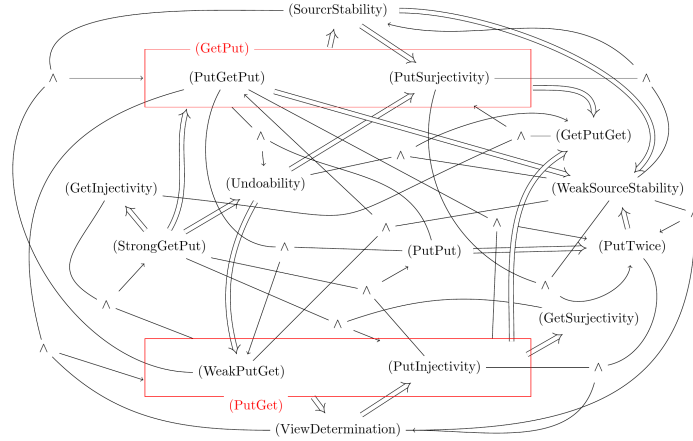 (SourcrStability)
(GetPut)
∧ (PutGetPut) (PutSurjectivity) ∧
∧ ∧ (GetPutGet)
∧
(GetInjectivity) (Undoability) (WeakSourceStability)
∧ ∧ ∧
(StrongGetPut) ∧ (PutPut) (PutTwice)
∧ ∧
∧
∧ (GetSurjectivity)
∧
(WeakPutGet) (PutInjectivity) ∧
(PutGet)
(ViewDetermination)